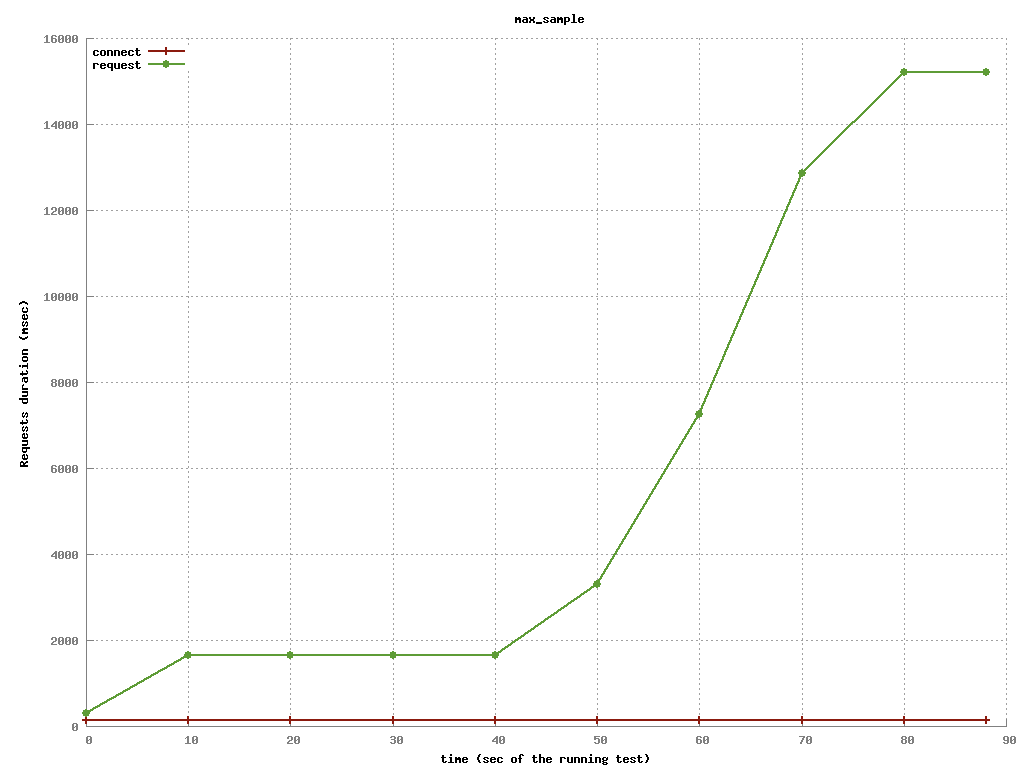 max_sample
connect
request
16000
14000
12000
10000
8000
6000
4000
2000
0
Requests duration (msec)
0 10 20 30 40 50 60 70 80 90
time (sec of the running test)